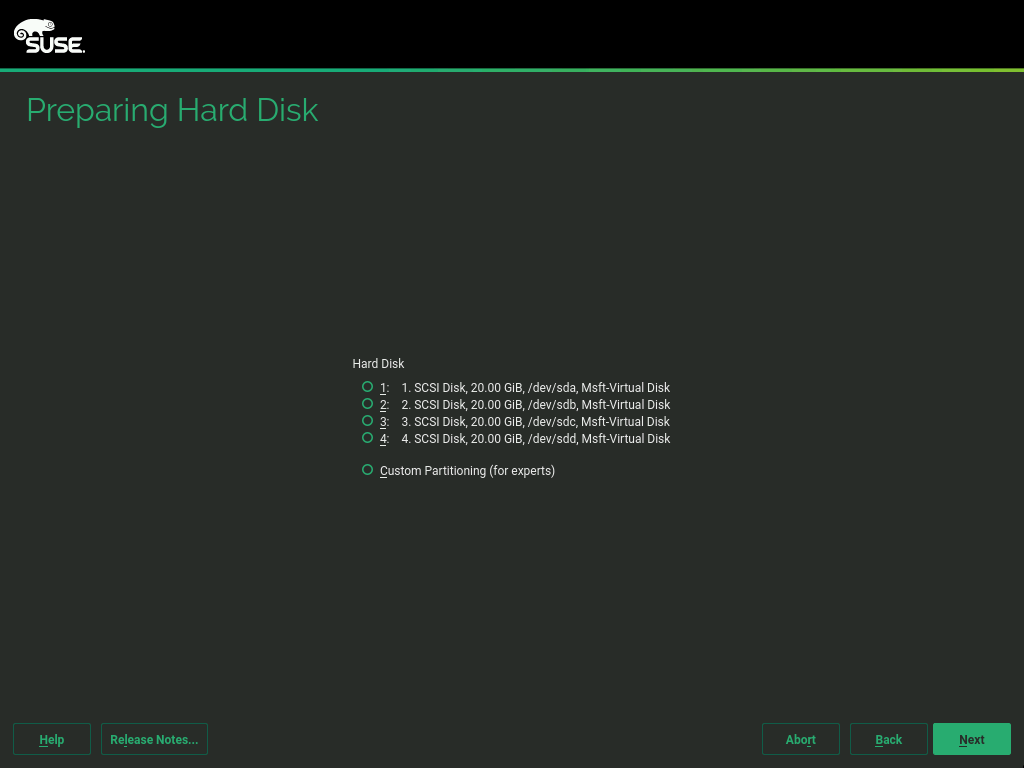 SUSE.
Preparing Hard Disk
Hard Disk
1: 1. SCSI Disk, 20.00 GiB, /dev/sda, Msft-Virtual Disk
2: 2. SCSI Disk, 20.00 GiB, /dev/sdb, Msft-Virtual Disk
3: 3. SCSI Disk, 20.00 GiB, /dev/sdc, Msft-Virtual Disk
4: 4. SCSI Disk, 20.00 GiB, /dev/sdd, Msft-Virtual Disk
Custom Partitioning (for experts)
Help Release Notes... Abort Back Next